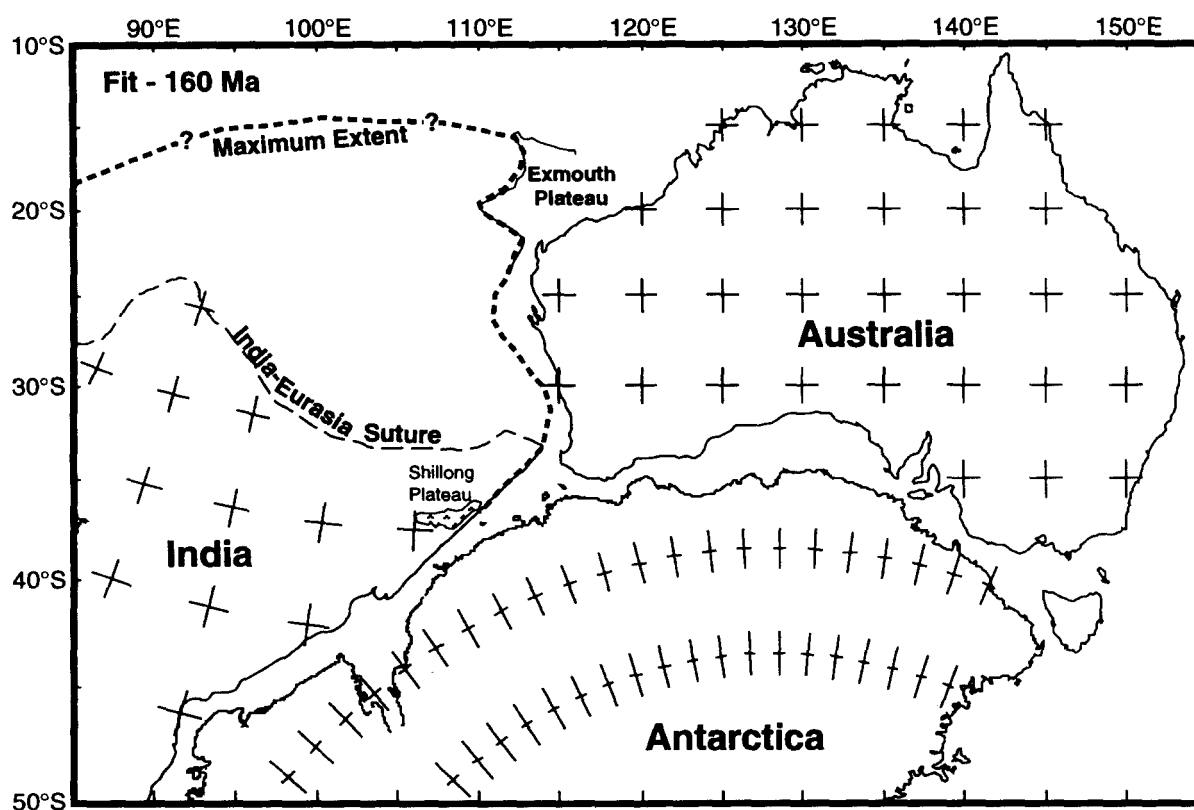 90°E 100°E 110°E 120°E 130°E 140°E 150°E
10°S
Fit - 160 Ma
? ?
Maximum Extent
Exmouth
Plateau
20°S
Australia
30°S
India-Eurasia Suture
Shillong
Plateau
India
40°S
Antarctica
50°S